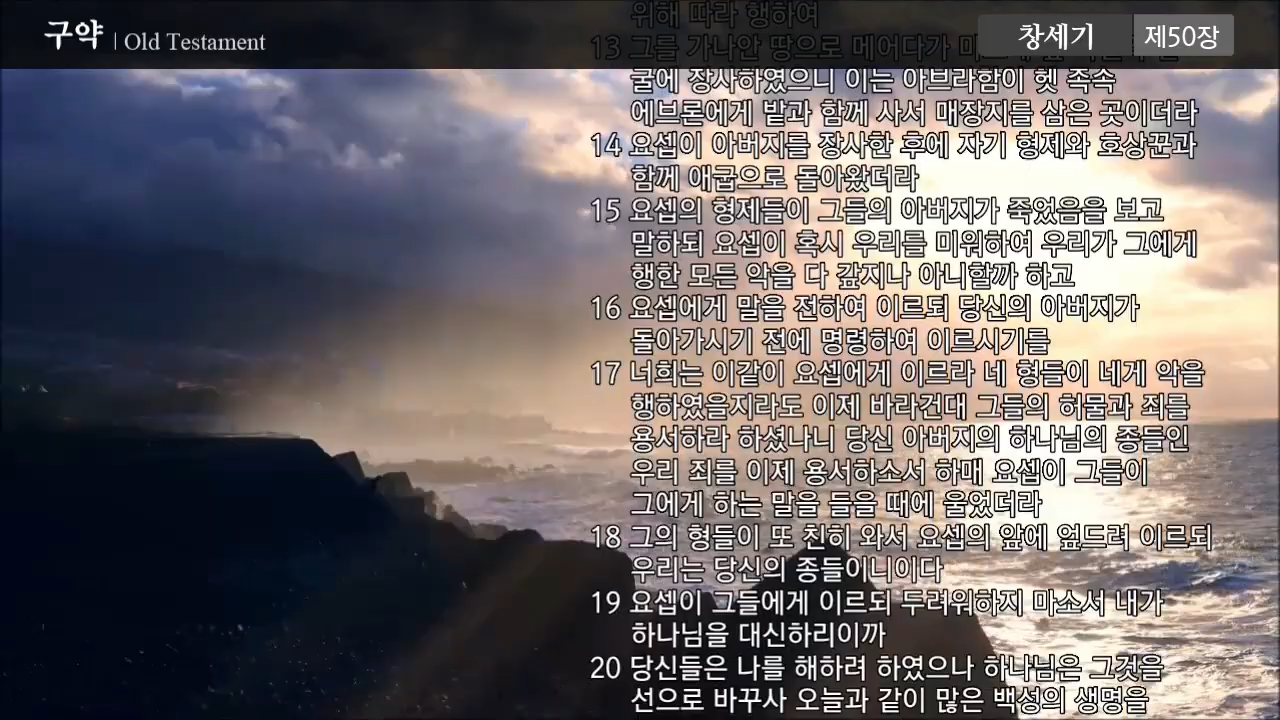 구약 | Old Testament
창세기 제50장
위해 따라 행하여
13 그를 가나안 땅으로 메어다가
굴에 장사하였으니 이는 아브라함이 헷 족속
에브론에게 밭과 함께 사서 매장지를 삼은 곳이더라
14 요셉이 아버지를 장사한 후에 자기 형제와 호상꾼과
함께 애굽으로 돌아왔더라
15 요셉의 형제들이 그들의 아버지가 죽었음을 보고
말하되 요셉이 혹시 우리를 미워하여 우리가 그에게
행한 모든 악을 다 갚지나 아니할까 하고
16 요셉에게 말을 전하여 이르되 당신의 아버지가
돌아가시기 전에 명령하여 이르시기를
17 너희는 이같이 요셉에게 이르라 네 형들이 네게 악을
행하였을지라도 이제 바라건대 그들의 허물과 죄를
용서하라 하셨나니 당신 아버지의 하나님의 종들인
우리 죄를 이제 용서하소서 하매 요셉이 그들이
그에게 하는 말을 들을 때에 울었더라
18 그의 형들이 또 친히 와서 요셉의 앞에 엎드려 이르되
우리는 당신의 종들이니이다
19 요셉이 그들에게 이르되 두려워하지 마소서 내가
하나님을 대신하리이까
20 당신들은 나를 해하려 하였으나 하나님은 그것을
선으로 바꾸사 오늘과 같이 많은 백성의 생명을